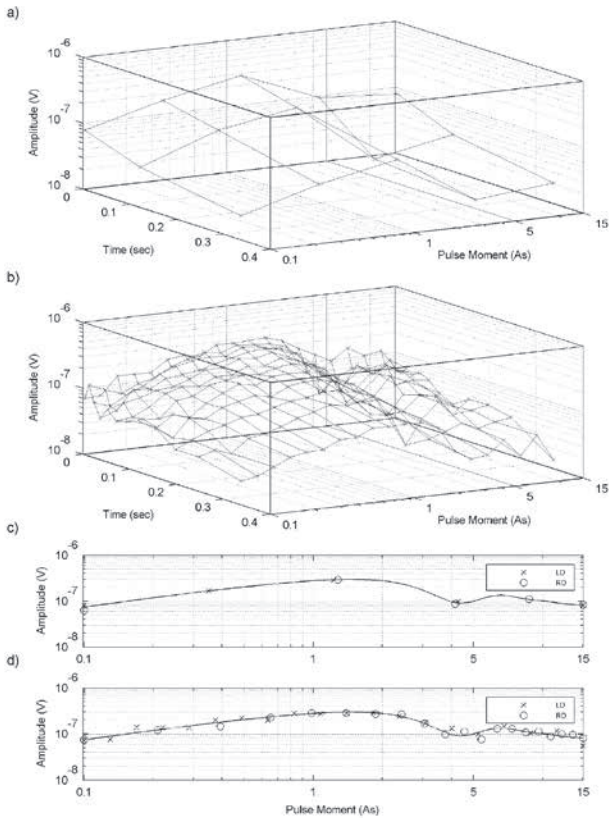 a)
10^-6
10^-7
10^-8
Amplitude (V)
0
0.1
0.2
0.3
0.4
Time (sec)
0.1
1
5
15
Pulse Moment (As)
b)
10^-6
10^-7
10^-8
Amplitude (V)
0
0.1
0.2
0.3
0.4
Time (sec)
0.1
1
5
15
Pulse Moment (As)
c)
10^-6
10^-7
10^-8
Amplitude (V)
LD
RD
0.1
1
5
15
d)
10^-6
10^-7
10^-8
Amplitude (V)
LD
RD
0.1
1
5
15
Pulse Moment (As)